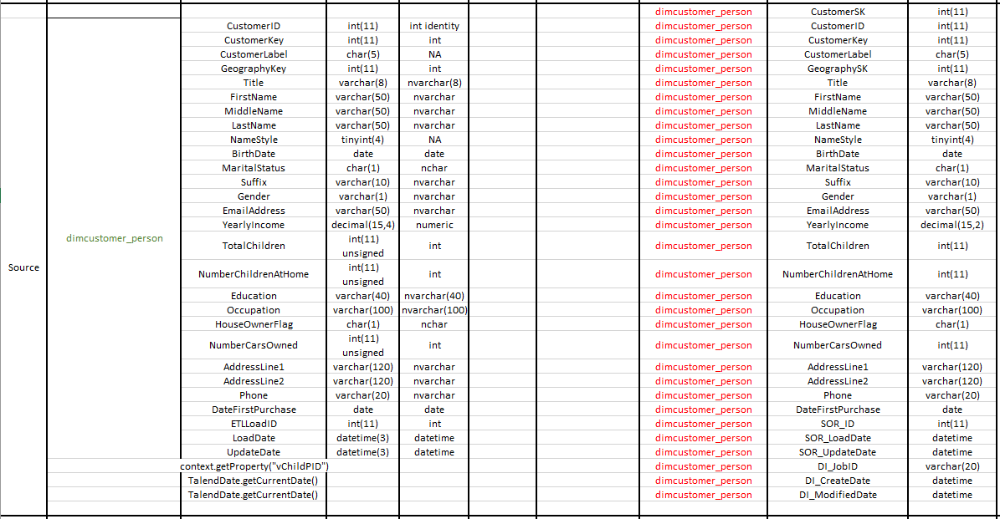 dimcustomer_person CustomerSK int(11)
CustomerID int(11) int identity dimcustomer_person CustomerID int(11)
CustomerKey int(11) int dimcustomer_person CustomerKey int(11)
CustomerLabel char(5) NA dimcustomer_person CustomerLabel char(5)
GeographyKey int(11) int dimcustomer_person GeographySK int(11)
Title varchar(8) nvarchar(8) dimcustomer_person Title varchar(8)
FirstName varchar(50) nvarchar dimcustomer_person FirstName varchar(50)
MiddleName varchar(50) nvarchar dimcustomer_person MiddleName varchar(50)
LastName varchar(50) nvarchar dimcustomer_person LastName varchar(50)
NameStyle tinyint(4) NA dimcustomer_person NameStyle tinyint(4)
BirthDate date date dimcustomer_person BirthDate date
MaritalStatus char(1) nchar dimcustomer_person MaritalStatus char(1)
Suffix varchar(10) nvarchar dimcustomer_person Suffix varchar(10)
Gender varchar(1) nvarchar dimcustomer_person Gender varchar(1)
EmailAddress varchar(50) nvarchar dimcustomer_person EmailAddress varchar(50)
YearlyIncome decimal(15,4) numeric dimcustomer_person YearlyIncome decimal(15,2)
dimcustomer_person
TotalChildren int(11) unsigned int dimcustomer_person TotalChildren int(11)
Source
NumberChildrenAtHome int(11) unsigned int dimcustomer_person NumberChildrenAtHome int(11)
Education varchar(40) nvarchar(40) dimcustomer_person Education varchar(40)
Occupation varchar(100) nvarchar(100) dimcustomer_person Occupation varchar(100)
HouseOwnerFlag char(1) nchar dimcustomer_person HouseOwnerFlag char(1)
NumberCarsOwned int(11) unsigned int dimcustomer_person NumberCarsOwned int(11)
AddressLine1 varchar(120) nvarchar dimcustomer_person AddressLine1 varchar(120)
AddressLine2 varchar(120) nvarchar dimcustomer_person AddressLine2 varchar(120)
Phone varchar(20) nvarchar dimcustomer_person Phone varchar(20)
DateFirstPurchase date date dimcustomer_person DateFirstPurchase date
ETLLoadID int(11) int dimcustomer_person SOR_ID int(11)
LoadDate datetime(3) datetime dimcustomer_person SOR_LoadDate datetime
UpdateDate datetime(3) datetime dimcustomer_person SOR_UpdateDate datetime
context.getProperty("vChildPID") dimcustomer_person DI_JobID varchar(20)
TalendDate.getCurrentDate() dimcustomer_person DI_CreateDate datetime
TalendDate.getCurrentDate() dimcustomer_person DI_ModifiedDate datetime